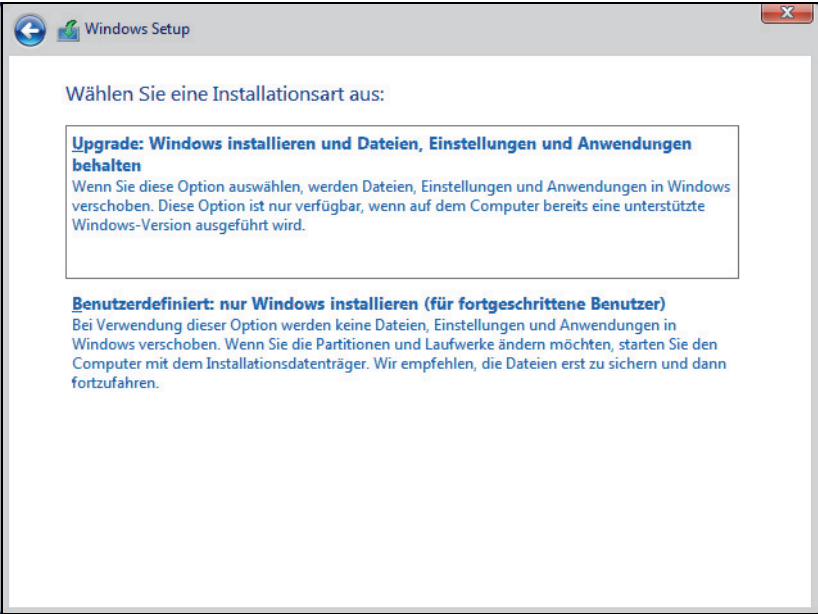 Windows Setup
Wählen Sie eine Installationsart aus:
Upgrade: Windows installieren und Dateien, Einstellungen und Anwendungen
behalten
Wenn Sie diese Option auswählen, werden Dateien, Einstellungen und Anwendungen in Windows
verschoben. Diese Option ist nur verfügbar, wenn auf dem Computer bereits eine unterstützte
Windows-Version ausgeführt wird.
Benutzerdefiniert: nur Windows installieren (für fortgeschrittene Benutzer)
Bei Verwendung dieser Option werden keine Dateien, Einstellungen und Anwendungen in
Windows verschoben. Wenn Sie die Partitionen und Laufwerke ändern möchten, starten Sie den
Computer mit dem Installationsdatenträger. Wir empfehlen, die Dateien erst zu sichern und dann
fortzufahren.